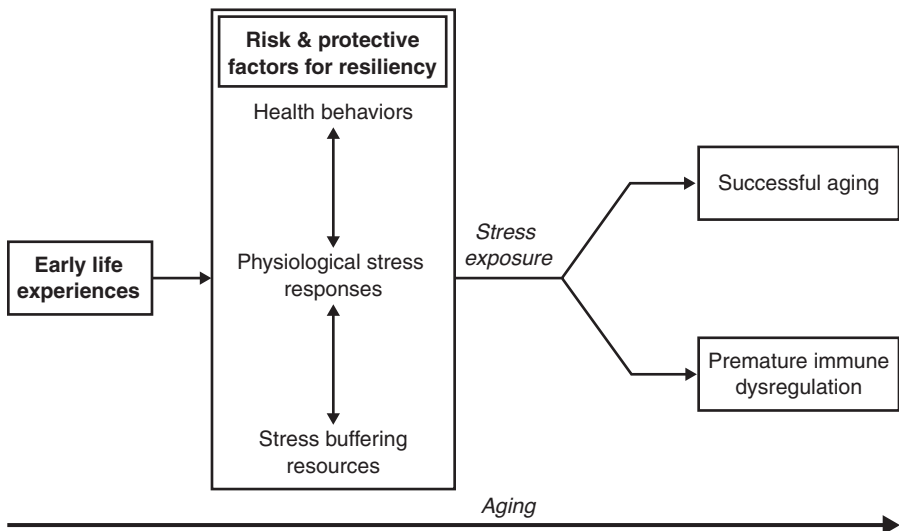 Risk & protective
factors for resiliency
Health behaviors
Early life
experiences
Physiological stress
responses
Stress buffering
resources
Stress
exposure
Successful aging
Premature immune
dysregulation
Aging